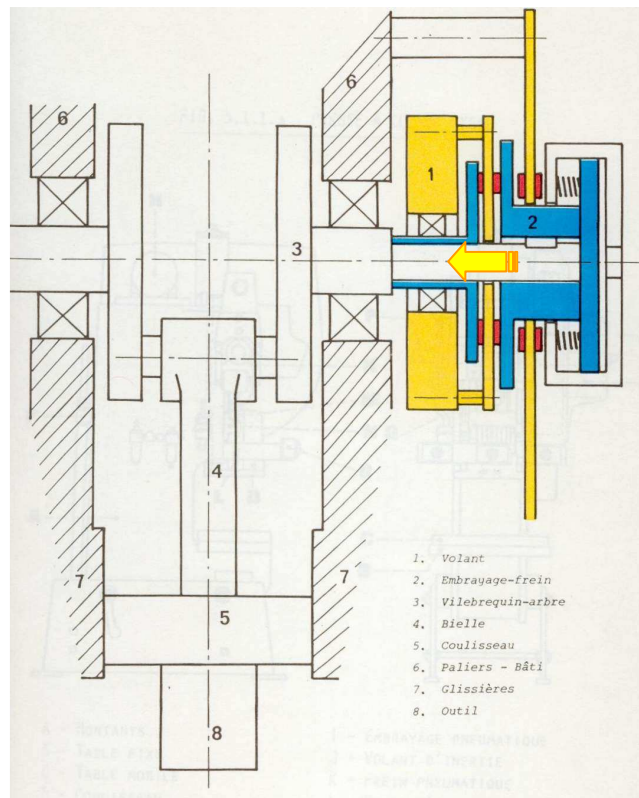 6
6
1
2
3
4
7
7
5
8
1. Volant
2. Embrayage-frein
3. Vilebrequin-arbre
4. Bielle
5. Coulisseau
6. Paliers - Bâti
7. Glissières
8. Outil